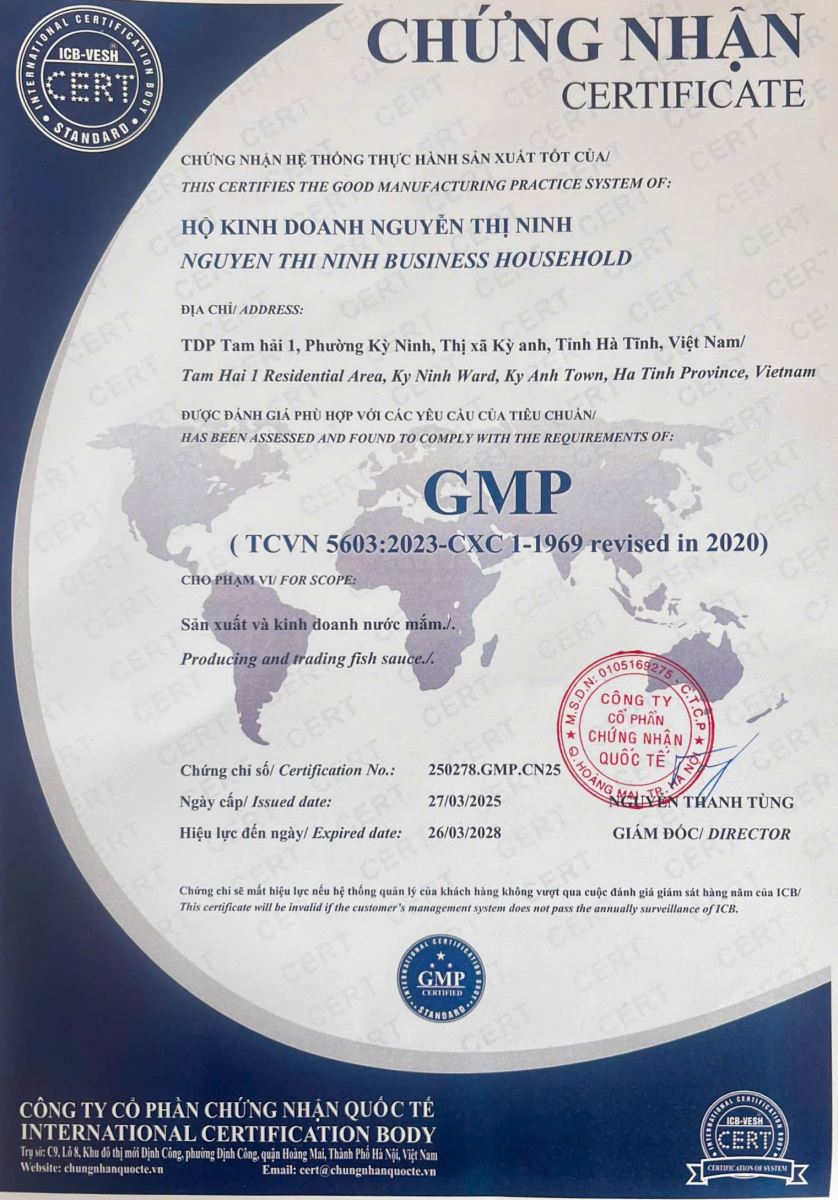 INTERNATIONAL CERTIFICATION BODY
ICB-VESH®
CERT
STANDARD
CHỨNG NHẬN
CERTIFICATE
CHỨNG NHẬN HỆ THỐNG THỰC HÀNH SẢN XUẤT TỐT CỦA/
THIS CERTIFIES THE GOOD MANUFACTURING PRACTICE SYSTEM OF:
HỘ KINH DOANH NGUYỄN THỊ NINH
NGUYEN THI NINH BUSINESS HOUSEHOLD
ĐỊA CHỈ/ ADDRESS:
TDP Tam hải 1, Phường Kỳ Ninh, Thị xã Kỳ anh, Tỉnh Hà Tĩnh, Việt Nam/
Tam Hai 1 Residential Area, Ky Ninh Ward, Ky Anh Town, Ha Tinh Province, Vietnam
ĐƯỢC ĐÁNH GIÁ PHÙ HỢP VỚI CÁC YÊU CẦU CỦA TIÊU CHUẨN/
HAS BEEN ASSESSED AND FOUND TO COMPLY WITH THE REQUIREMENTS OF:
GMP
( TCVN 5603:2023-CXC 1-1969 revised in 2020)
CHO PHẠM VI/ FOR SCOPE:
Sản xuất và kinh doanh nước mắm./.
Producing and trading fish sauce./.
M.S.D.N: 0105169275 - C.T.C.P
CÔNG TY
CỔ PHẦN
CHỨNG NHẬN
QUỐC TẾ
Q. HOÀNG MAI, TP. HÀ NỘI
Chứng chỉ số/ Certification No.: 250278.GMP.CN25
Ngày cấp/ Issued date: 27/03/2025
NGUYỄN THANH TÙNG
Hiệu lực đến ngày/ Expired date: 26/03/2028
GIÁM ĐỐC/ DIRECTOR
Chứng chỉ sẽ mất hiệu lực nếu hệ thống quản lý của khách hàng không vượt qua cuộc đánh giá giám sát hàng năm của ICB/
This certificate will be invalid if the customer's management system does not pass the annually surveillance of ICB.
INTERNATIONAL CERTIFICATION BODY
GMP
CERTIFIED
STANDARD
CÔNG TY CỔ PHẦN CHỨNG NHẬN QUỐC TẾ
INTERNATIONAL CERTIFICATION BODY
Trụ sở: C9, Lô 8, Khu đô thị mới Định Công, phường Định Công, quận Hoàng Mai, Thành Phố Hà Nội, Việt Nam
Website: chungnhanquocte.vn Email: cert@chungnhanquocte.vn
INTERNATIONAL CERTIFICATION BODY
ICB-VESH
CERT
CERTIFICATION OF SYSTEM